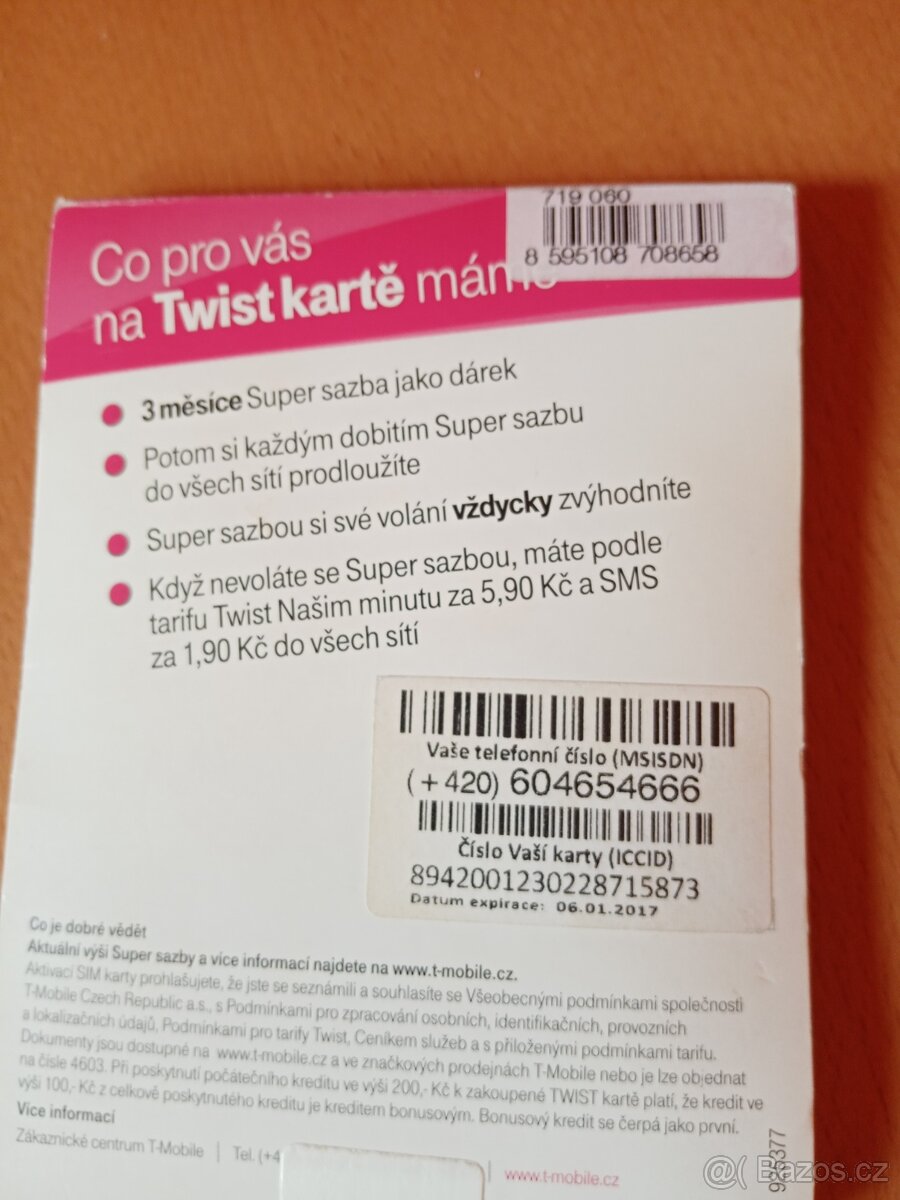 719 060
8 595108 708658
Co pro vás
na Twist kartě máme
3 měsíce Super sazba jako dárek
Potom si každým dobitím Super sazbu
do všech sítí prodloužíte
Super sazbou si své volání vždycky zvýhodníte
Když nevoláte se Super sazbou, máte podle
tarifu Twist Našim minutu za 5,90 Kč a SMS
za 1,90 Kč do všech sítí
Vaše telefonní číslo (MSISDN)
(+420) 604654666
Číslo Vaší karty (ICCID)
8942001230228715873
Datum expirace: 06.01.2017
Co je dobré vědět
Aktuální výši Super sazby a více informací najdete na www.t-mobile.cz.
Aktivací SIM karty prohlašujete, že jste se seznámili a souhlasíte se Všeobecnými podmínkami společnosti
T-Mobile Czech Republic a.s., s Podmínkami pro zpracování osobních, identifikačních, provozních
a lokalizačních údajů, Podmínkami pro tarify Twist, Ceníkem služeb a s přiloženými podmínkami tarifu.
Dokumenty jsou dostupné na www.t-mobile.cz a ve značkových prodejnách T-Mobile nebo je lze objednat
na čísle 4603. Při poskytnutí počátečního kreditu ve výši 200,- Kč k zakoupené TWIST kartě platí, že kredit ve
výši 100,- Kč z celkově poskytnutého kreditu je kreditem bonusovým. Bonusový kredit se čerpá jako první.
Více informací
Zákaznické centrum T-Mobile | Tel. (+4
www.t-mobile.cz
@( Bazos.cz